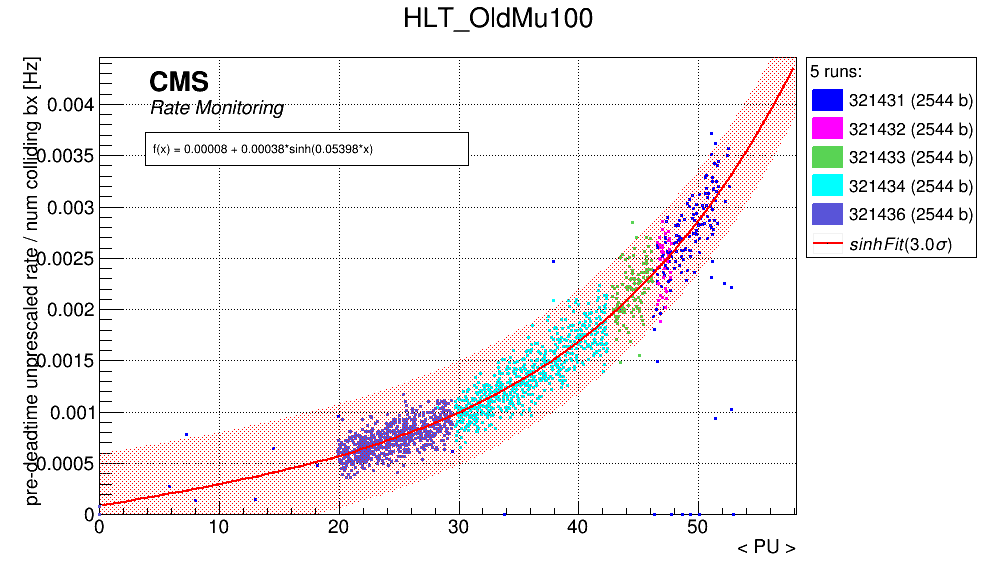 HLT_OldMu100
pre-deadtime unprescaled rate / num colliding bx [Hz]
CMS
Rate Monitoring
f(x) = 0.00008 + 0.00038*sinh(0.05398*x)
0.004
0.0035
0.003
0.0025
0.002
0.0015
0.001
0.0005
0
0 10 20 30 40 50
< PU >
5 runs:
321431 (2544 b)
321432 (2544 b)
321433 (2544 b)
321434 (2544 b)
321436 (2544 b)
sinhFit(3.0σ)